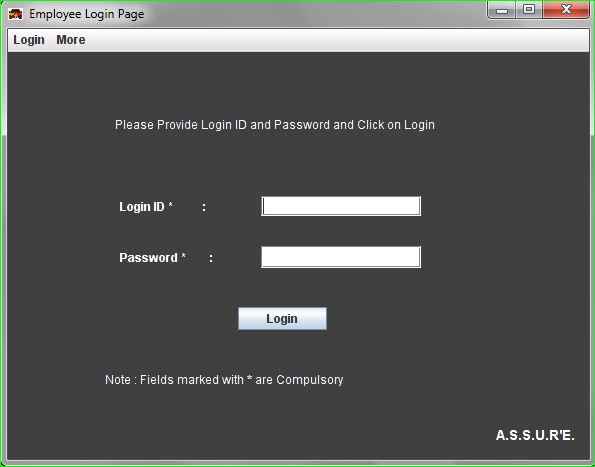 Employee Login Page
Login More
Please Provide Login ID and Password and Click on Login
Login ID * :
Password * :
Login
Note : Fields marked with * are Compulsory
A.S.S.U.R'E.